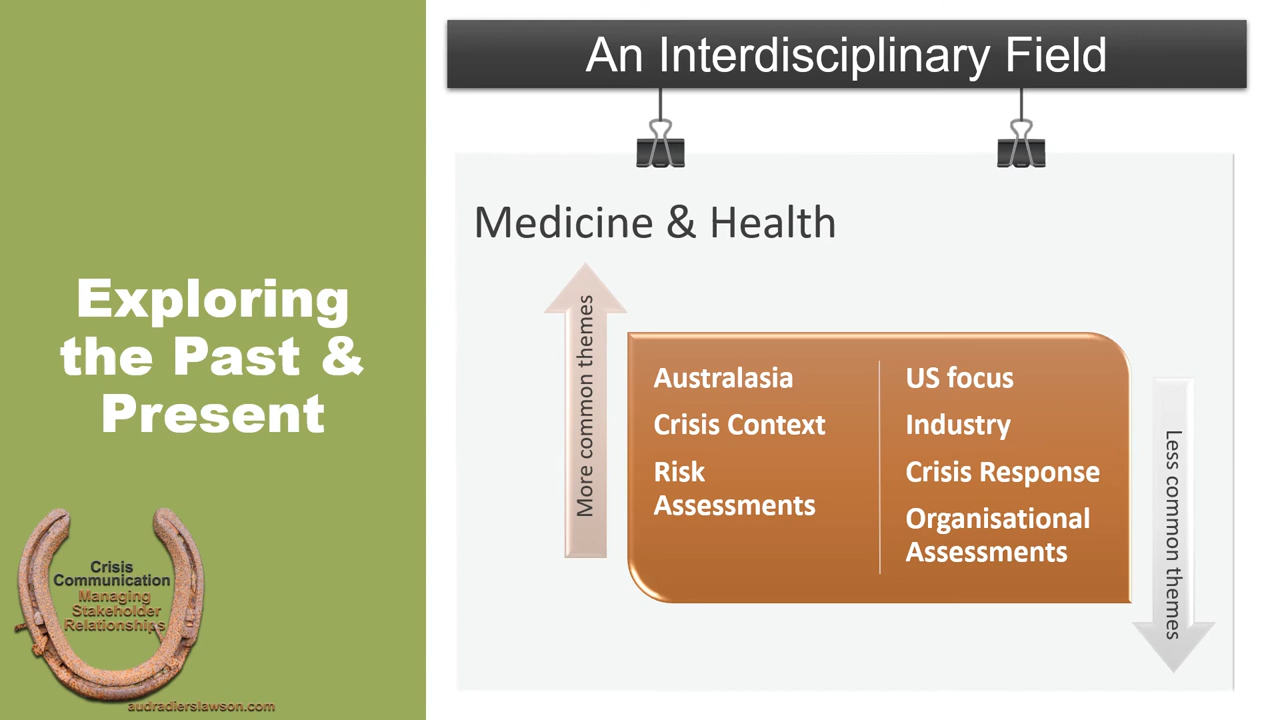 An Interdisciplinary Field
Exploring
the Past &
Present
Medicine & Health
More common themes
Australasia
Crisis Context
Risk
Assessments
US focus
Industry
Crisis Response
Organisational
Assessments
Less common themes
Crisis
Communication
Managing
Stakeholder
Relationships
audradierslawson.com